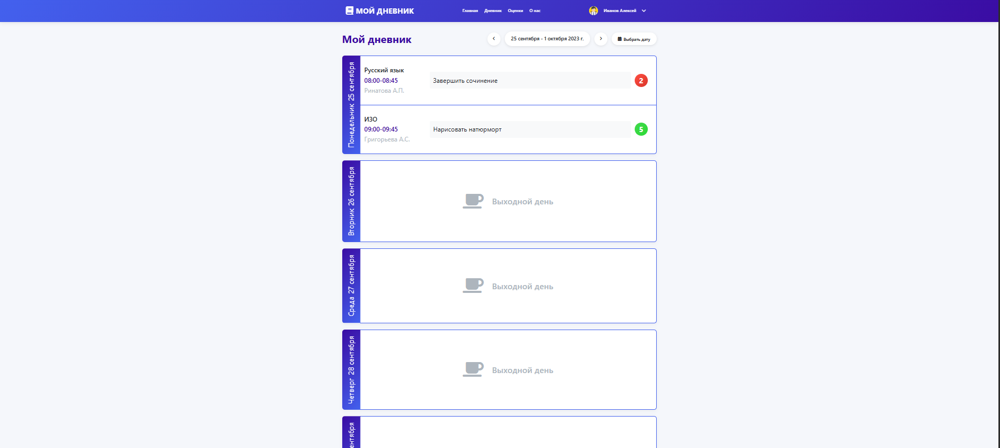 МОЙ ДНЕВНИК
Главная Дневник Оценки О нас
Иванов Алексей
Мой дневник
25 сентября - 1 октября 2023 г.
Выбрать дату
Понедельник 25 сентября
Русский язык
08:00-08:45
Ринатова А.П.
Завершить сочинение
2
ИЗО
09:00-09:45
Григорьева А.С.
Нарисовать натюрморт
5
Вторник 26 сентября
Выходной день
Среда 27 сентября
Выходной день
Четверг 28 сентября
Выходной день